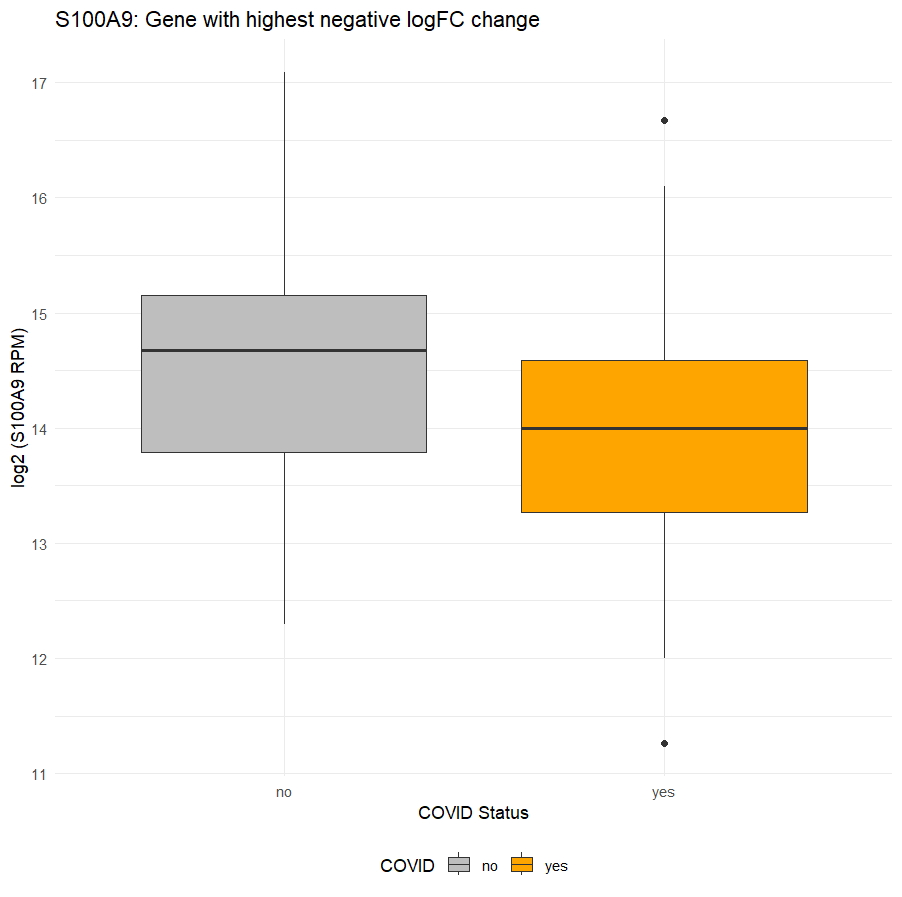 S100A9: Gene with highest negative logFC change
log2 (S100A9 RPM)
17
16
15
14
13
12
11
no yes
COVID Status
COVID no yes